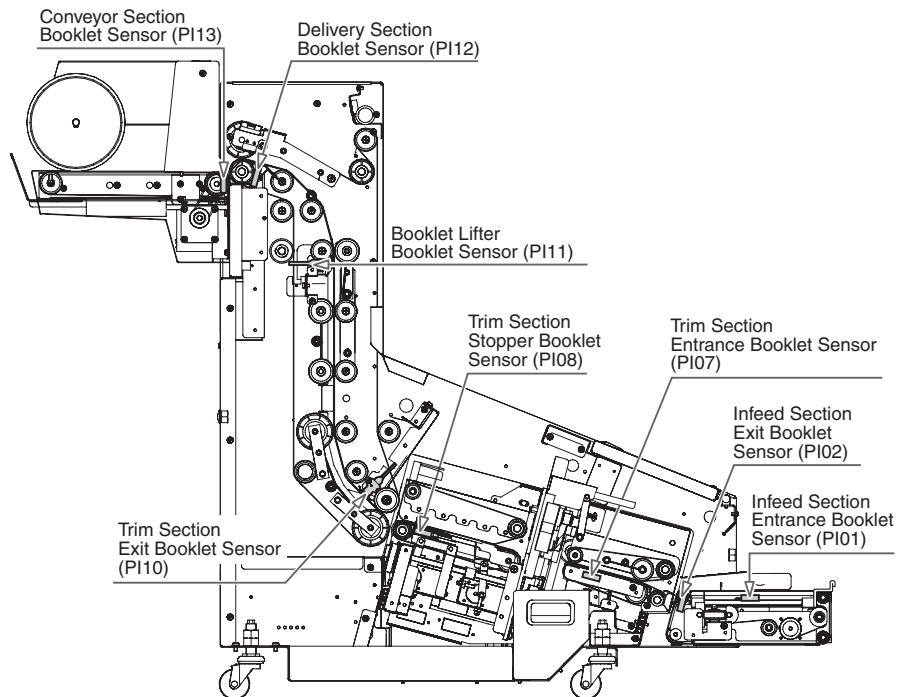 Conveyor Section
Booklet Sensor (PI13)
Delivery Section
Booklet Sensor (PI12)
Booklet Lifter
Booklet Sensor (PI11)
Trim Section
Stopper Booklet
Sensor (PI08)
Trim Section
Entrance Booklet Sensor
(PI07)
Infeed Section
Exit Booklet
Sensor (PI02)
Infeed Section
Entrance Booklet
Sensor (PI01)
Trim Section
Exit Booklet Sensor
(PI10)